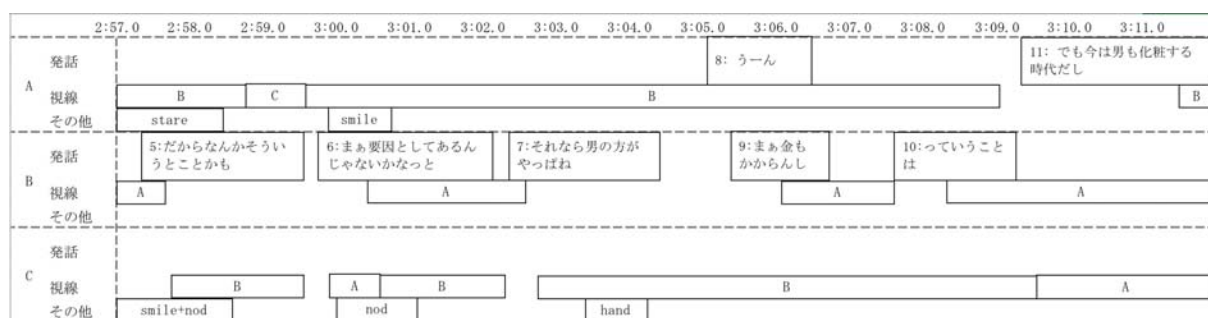 2:57.0 2:58.0 2:59.0 3:00.0 3:01.0 3:02.0 3:03.0 3:04.0 3:05.0 3:06.0 3:07.0 3:08.0 3:09.0 3:10.0 3:11.0
A
発話
8: うーん
11: でも今は男も化粧する
時代だし
視線
B C B B
その他
stare smile
B
発話
5:だからなんかそうい
うとことかも
6:まぁ要因としてあるん
じゃないかなっと
7:それなら男の方が
やっぱね
9:まぁ金も
かからんし
10:っていうこと
は
視線
A A A A
その他
C
発話
視線
B A B B A
その他
smile+nod nod hand